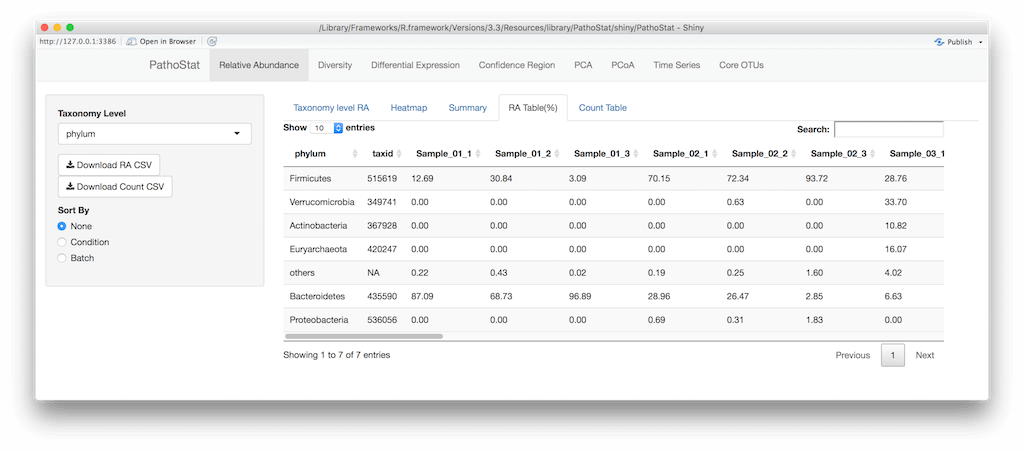 /Library/Frameworks/R.framework/Versions/3.3/Resources/library/PathoStat/shiny/PathoStat - Shiny
http://127.0.0.1:3386 Open in Browser Publish
PathoStat Relative Abundance Diversity Differential Expression Confidence Region PCA PCoA Time Series Core OTUs
Taxonomy Level
phylum
Download RA CSV
Download Count CSV
Sort By
None
Condition
Batch
Taxonomy level RA Heatmap Summary RA Table(%) Count Table
Show 10 entries Search:
phylum taxid Sample_01_1 Sample_01_2 Sample_01_3 Sample_02_1 Sample_02_2 Sample_02_3 Sample_03_1
Firmicutes 515619 12.69 30.84 3.09 70.15 72.34 93.72 28.76
Verrucomicrobia 349741 0.00 0.00 0.00 0.00 0.63 0.00 33.70
Actinobacteria 367928 0.00 0.00 0.00 0.00 0.00 0.00 10.82
Euryarchaeota 420247 0.00 0.00 0.00 0.00 0.00 0.00 16.07
others NA 0.22 0.43 0.02 0.19 0.25 1.60 4.02
Bacteroidetes 435590 87.09 68.73 96.89 28.96 26.47 2.85 6.63
Proteobacteria 536056 0.00 0.00 0.00 0.69 0.31 1.83 0.00
Showing 1 to 7 of 7 entries Previous 1 Next